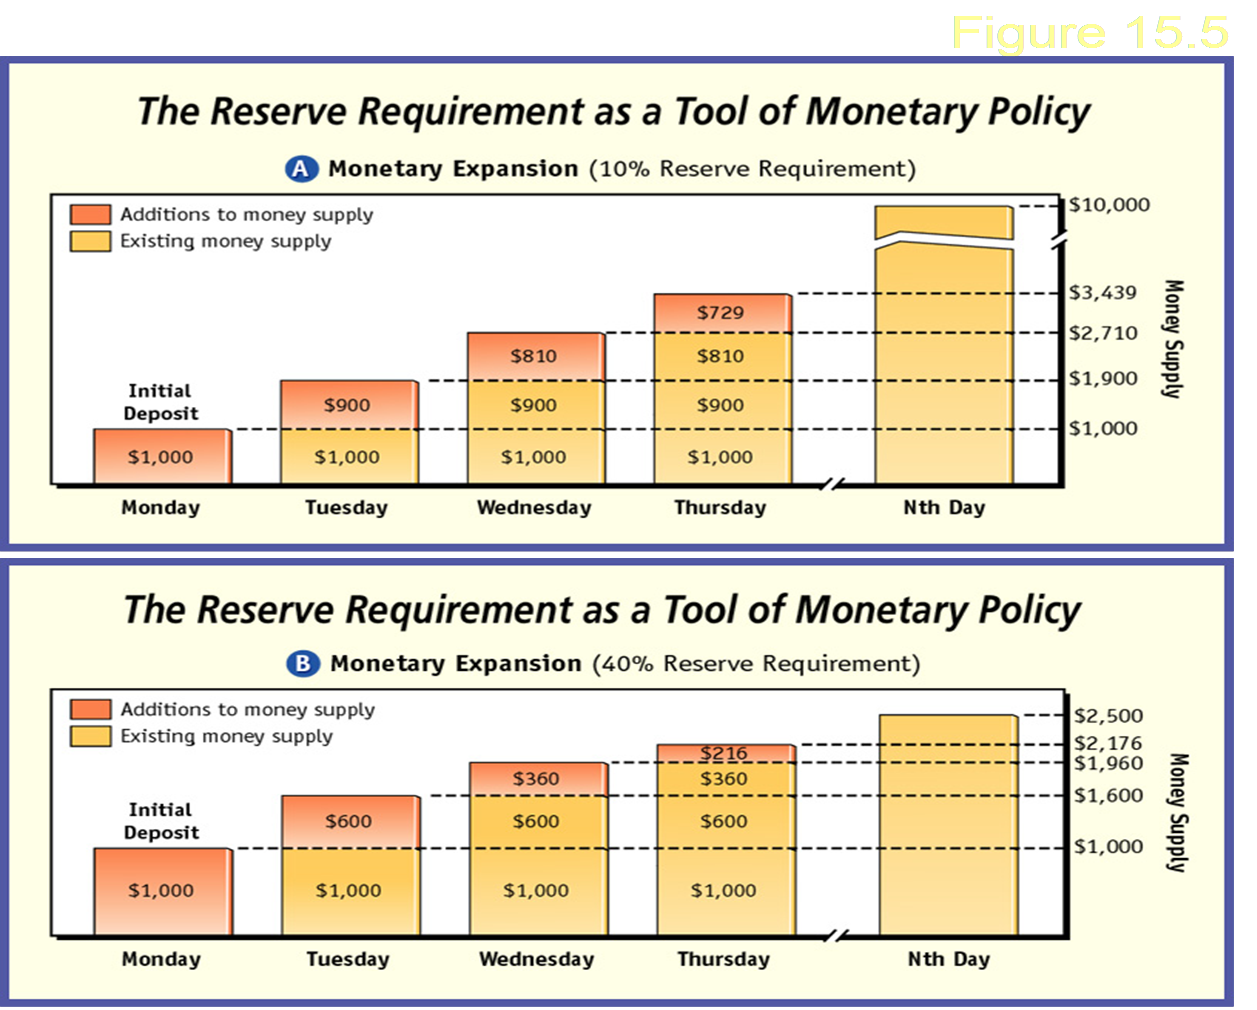 Figure 15.5
The Reserve Requirement as a Tool of Monetary Policy
A Monetary Expansion (10% Reserve Requirement)
Additions to money supply
Existing money supply
$10,000
$3,439
$2,710
$1,900
$1,000
Money Supply
Initial
Deposit
$1,000
$900
$1,000
$810
$900
$1,000
$729
$810
$900
$1,000
Monday
Tuesday
Wednesday
Thursday
Nth Day
The Reserve Requirement as a Tool of Monetary Policy
B Monetary Expansion (40% Reserve Requirement)
Additions to money supply
Existing money supply
$2,500
$2,176
$1,960
$1,600
$1,000
Money Supply
Initial
Deposit
$1,000
$600
$1,000
$360
$600
$1,000
$216
$360
$600
$1,000
Monday
Tuesday
Wednesday
Thursday
Nth Day